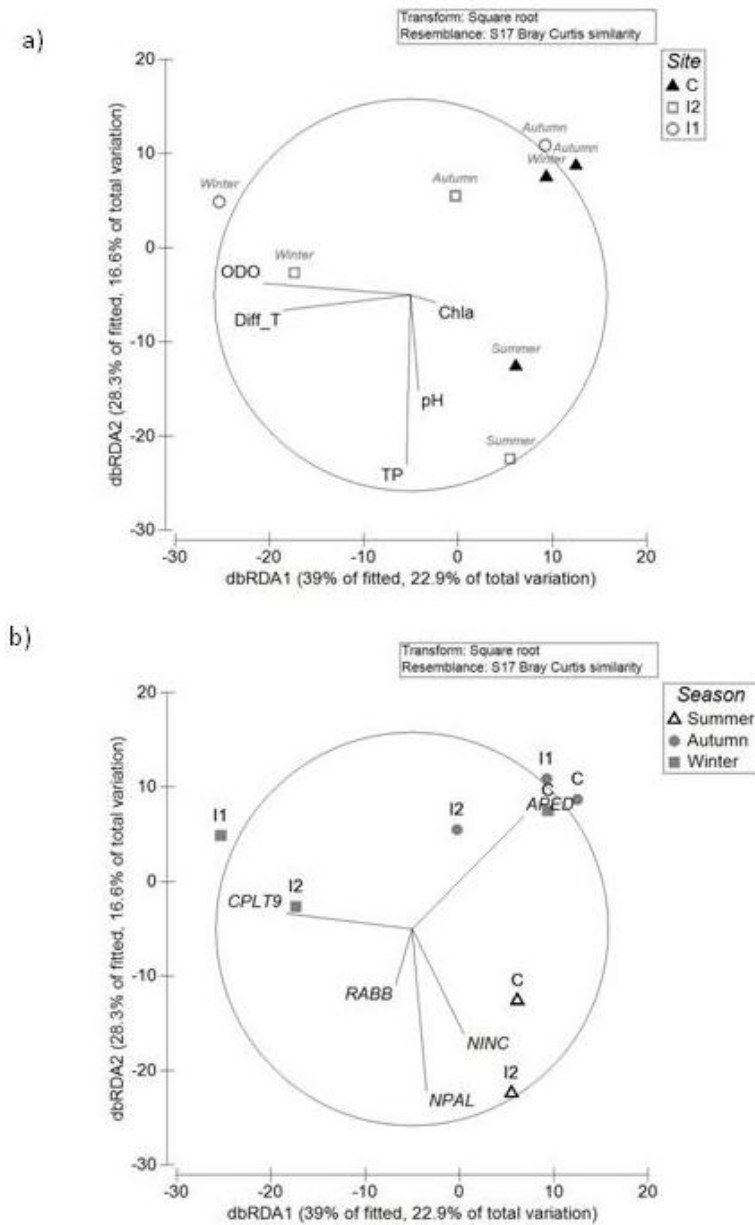 a)
Transform: Square root
Resemblance: S17 Bray Curtis similarity
Site
C
I2
I1
20
10
0
-10
-20
-30
dbRDA2 (28.3% of fitted, 16.6% of total variation)
Autumn
Autumn
Winter
Autumn
Winter
Winter
ODO
Diff_T
Chla
Summer
pH
Summer
TP
-30
-20
-10
0
10
20
dbRDA1 (39% of fitted, 22.9% of total variation)
b)
Transform: Square root
Resemblance: S17 Bray Curtis similarity
Season
Summer
Autumn
Winter
20
10
0
-10
-20
-30
dbRDA2 (28.3% of fitted, 16.6% of total variation)
I1
C
C
APED
I2
I1
I2
CPLT9
RABB
C
NINC
I2
NPAL
-30
-20
-10
0
10
20
dbRDA1 (39% of fitted, 22.9% of total variation)